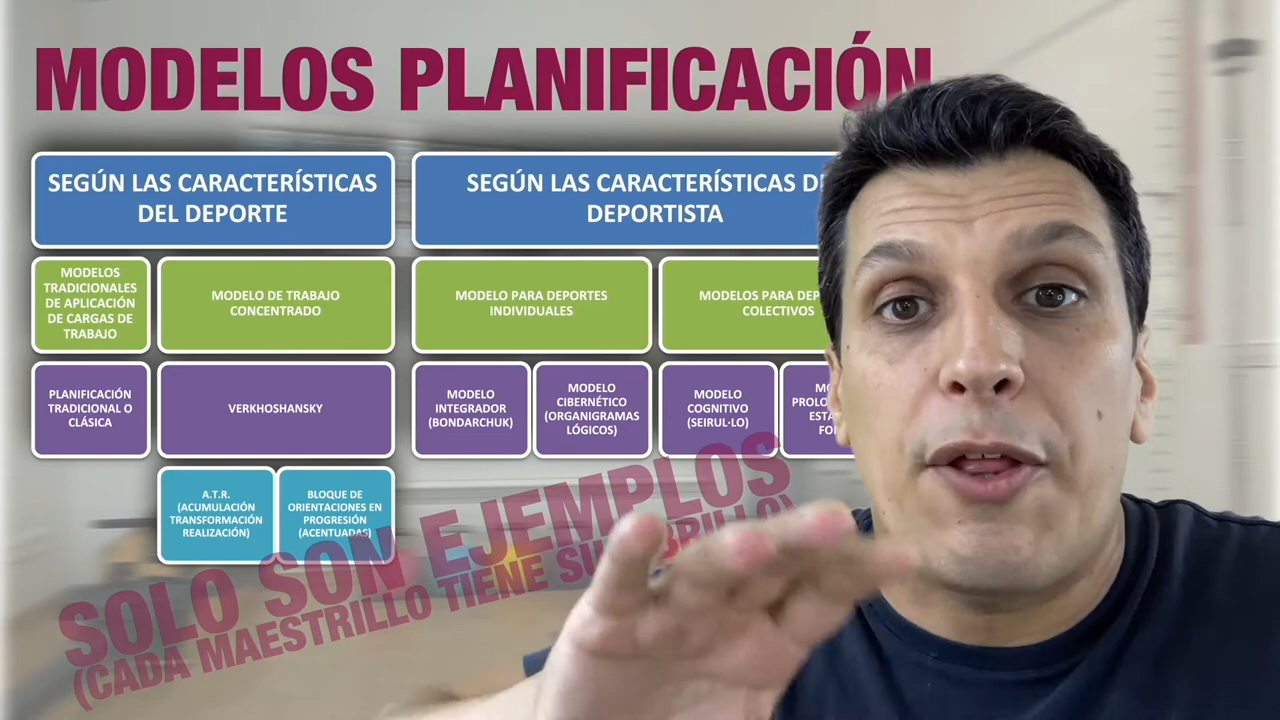 MODELOS PLANIFICACIÓN
SEGÚN LAS CARACTERÍSTICAS
DEL DEPORTE
SEGÚN LAS CARACTERÍSTICAS
DEPORTISTA
MODELOS
TRADICIONALES
DE APLICACIÓN
DE CARGAS DE
TRABAJO
MODELO DE TRABAJO
CONCENTRADO
MODELO PARA DEPORTES
INDIVIDUALES
MODELOS PARA
COLECTIVOS
PLANIFICACIÓN
TRADICIONAL O
CLÁSICA
VERKHOSHANSKY
MODELO
INTEGRADOR
(BONDARCHUK)
MODELO
CIBERNÉTICO
(ORGANIGRAMAS
LÓGICOS)
MODELO
COGNITIVO
(SEIRUL·LO)
A.T.R.
(ACUMULACIÓN
TRANSFORMACIÓN
REALIZACIÓN)
BLOQUE DE
ORIENTACIONES EN
PROGRESIÓN
(ACENTUADAS)
SOLO SON EJEMPLOS
(CADA MAESTRILLO TIENE SU